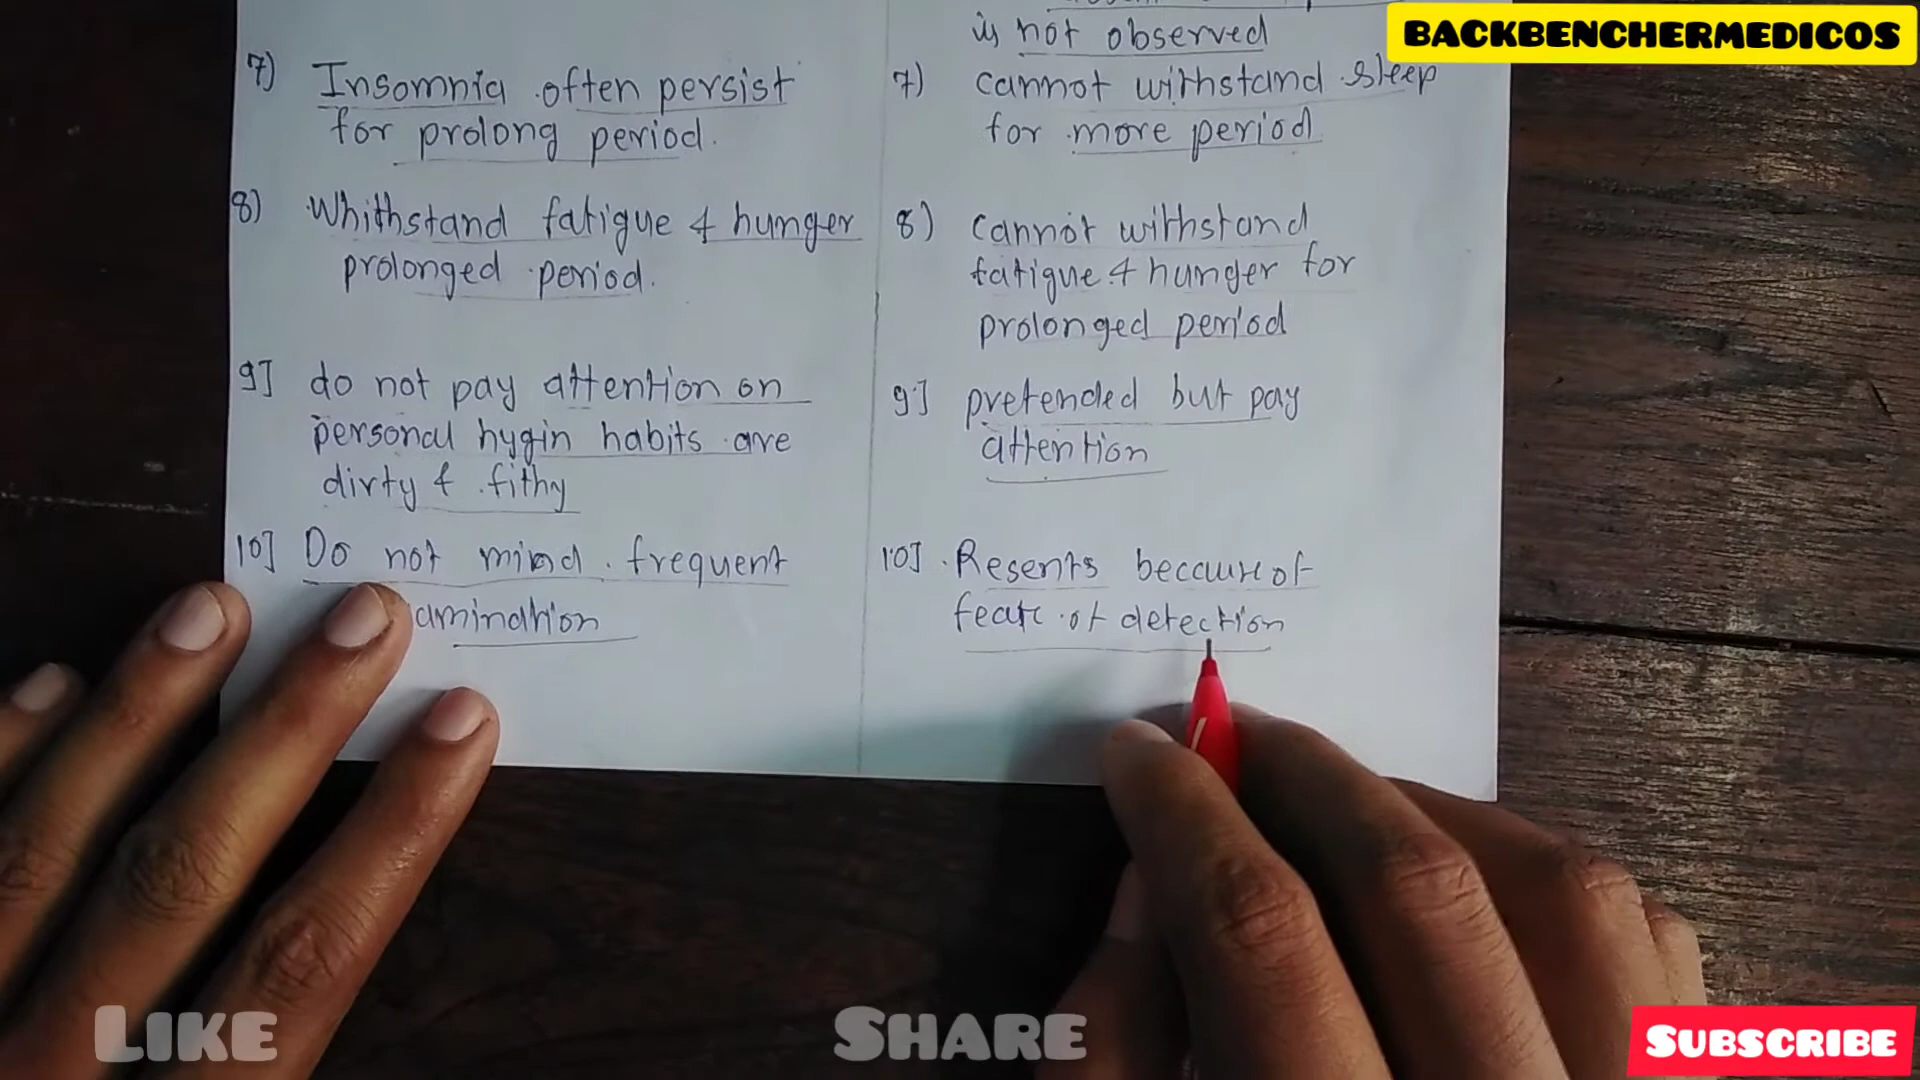 BACKBENCHERMEDICOS
is not observed
7) Insomnia often persist
for prolong period.
8) Whithstand fatigue & hunger
prolonged period.
9] do not pay attention on
personal hygin habits are
dirty & fithy
10] Do not mind frequent
amination
7) cannot withstand sleep
for more period
8) cannot withstand
fatigue & hunger for
prolonged period
9] pretended but pay
attention
10] Resents because of
fear of detection
LIKE
SHARE
SUBSCRIBE